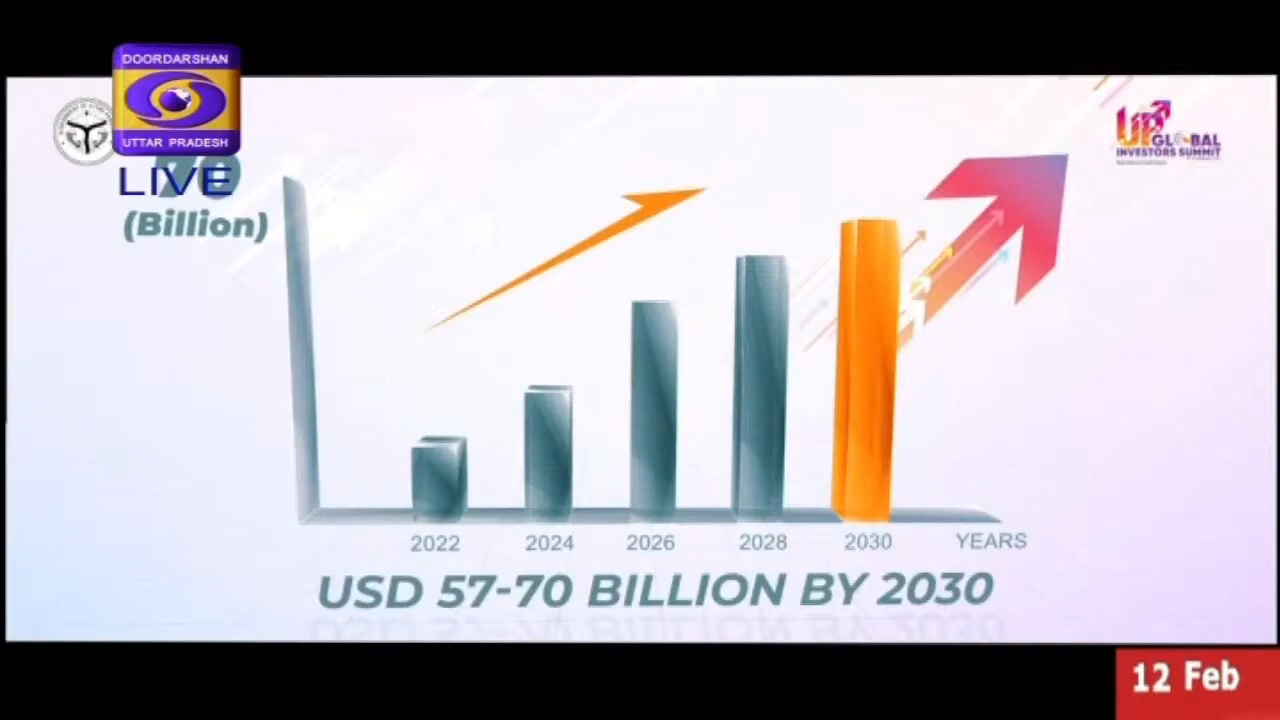 DOORDARSHAN
UTTAR PRADESH
LIVE
70
(Billion)
UP GLOBAL
INVESTORS SUMMIT
2022 2024 2026 2028 2030 YEARS
USD 57-70 BILLION BY 2030
12 Feb